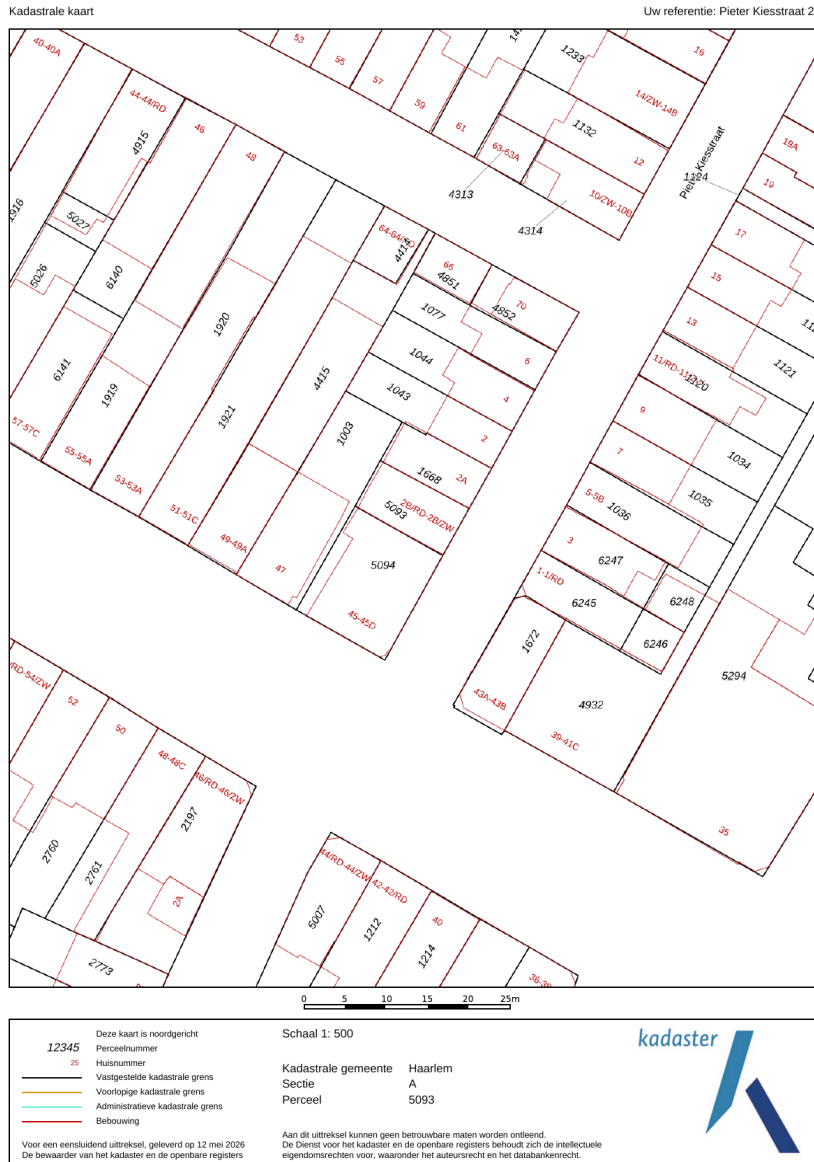 Kadastrale kaart
Uw referentie: Pieter Kiesstraat 2
40-40A
53
55
57
59
61
1233
16
44-44/RD
4915
46
48
63-63A
1132
14/ZW-14B
12
10/ZW-10B
4313
4314
Pieter Kiesstraat
1124
18A
19
17
15
13
1916
5027
5026
6140
64-64/RD
66
4851
4852
70
1077
6
1044
4
1043
2
1920
4415
1003
1921
6141
1919
11/RD-11
1120
1121
9
7
1034
1035
5-5B
1036
1668
2A
5093
2B/RD-2B/ZW
5094
45-45D
57-57C
55-55A
53-53A
51-51C
49-49A
47
3
6247
1-1/RD
6245
6248
6246
1672
43A-43B
4932
39-41C
5294
35
/RD-54/ZW
52
50
48-48C
46/RD-46/ZW
2197
2760
2761
2A
2773
44/RD-44/ZW
42-42/RD
40
5007
1212
1214
0 5 10 15 20 25m
Deze kaart is noordgericht
12345 Perceelnummer
25 Huisnummer
Vastgestelde kadastrale grens
Voorlopige kadastrale grens
Administratieve kadastrale grens
Bebouwing
Voor een eensluidend uittreksel, geleverd op 12 mei 2026
De bewaarder van het kadaster en de openbare registers
Schaal 1: 500
Kadastrale gemeente Haarlem
Sectie A
Perceel 5093
Aan dit uittreksel kunnen geen betrouwbare maten worden ontleend.
De Dienst voor het kadaster en de openbare registers behoudt zich de intellectuele
eigendomsrechten voor, waaronder het auteursrecht en het databankenrecht.
kadaster